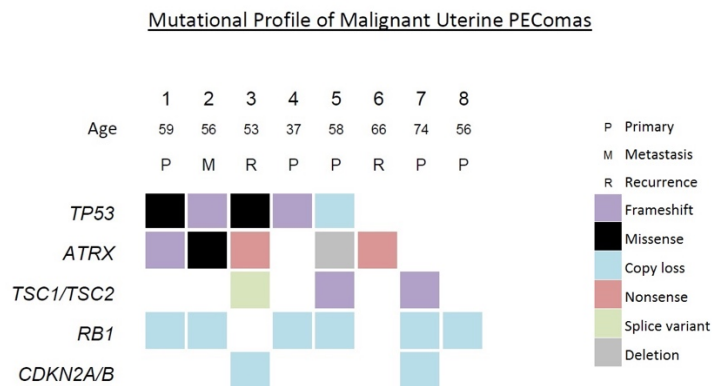 Mutational Profile of Malignant Uterine PEComas
1 2 3 4 5 6 7 8
Age 59 56 53 37 58 66 74 56
P M R P P R P P
P Primary
M Metastasis
R Recurrence
Frameshift
Missense
Copy loss
Nonsense
Splice variant
Deletion
TP53
ATRX
TSC1/TSC2
RB1
CDKN2A/B